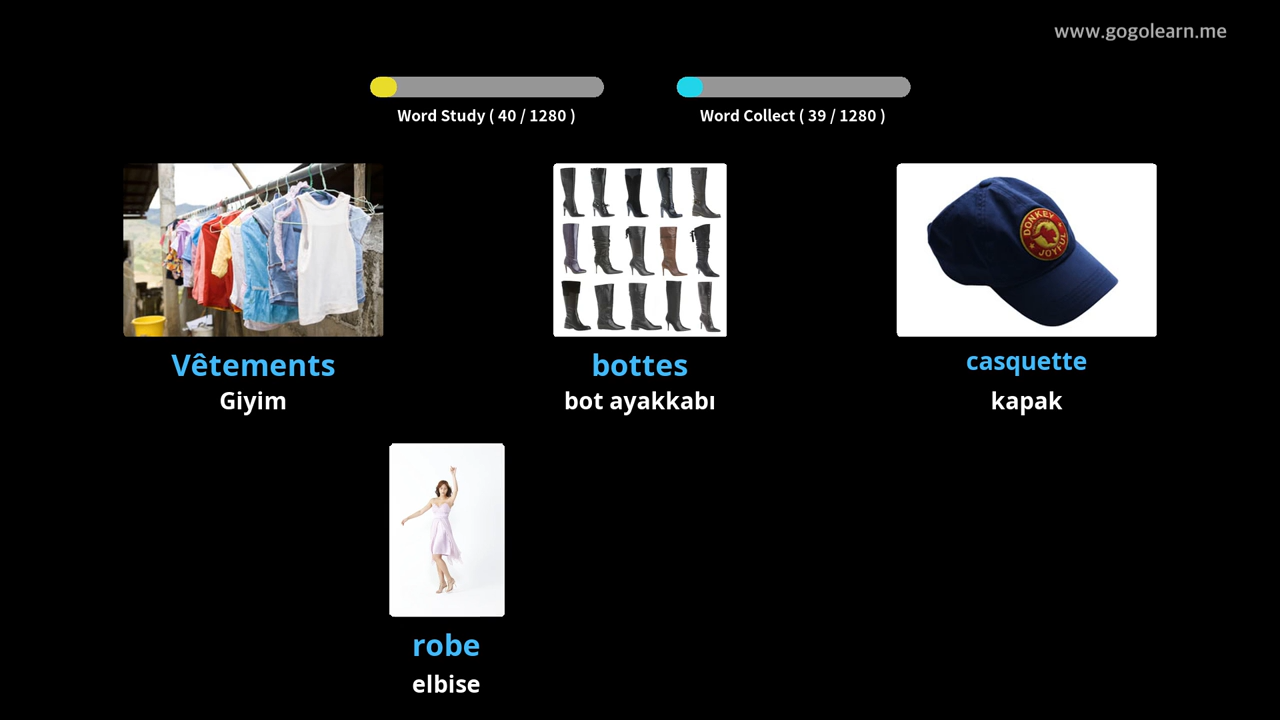 www.gogolearn.me
Word Study ( 40 / 1280 )
Word Collect ( 39 / 1280 )
DONKEY
JOYFUL
Vêtements
bottes
casquette
Giyim
bot ayakkabı
kapak
robe
elbise